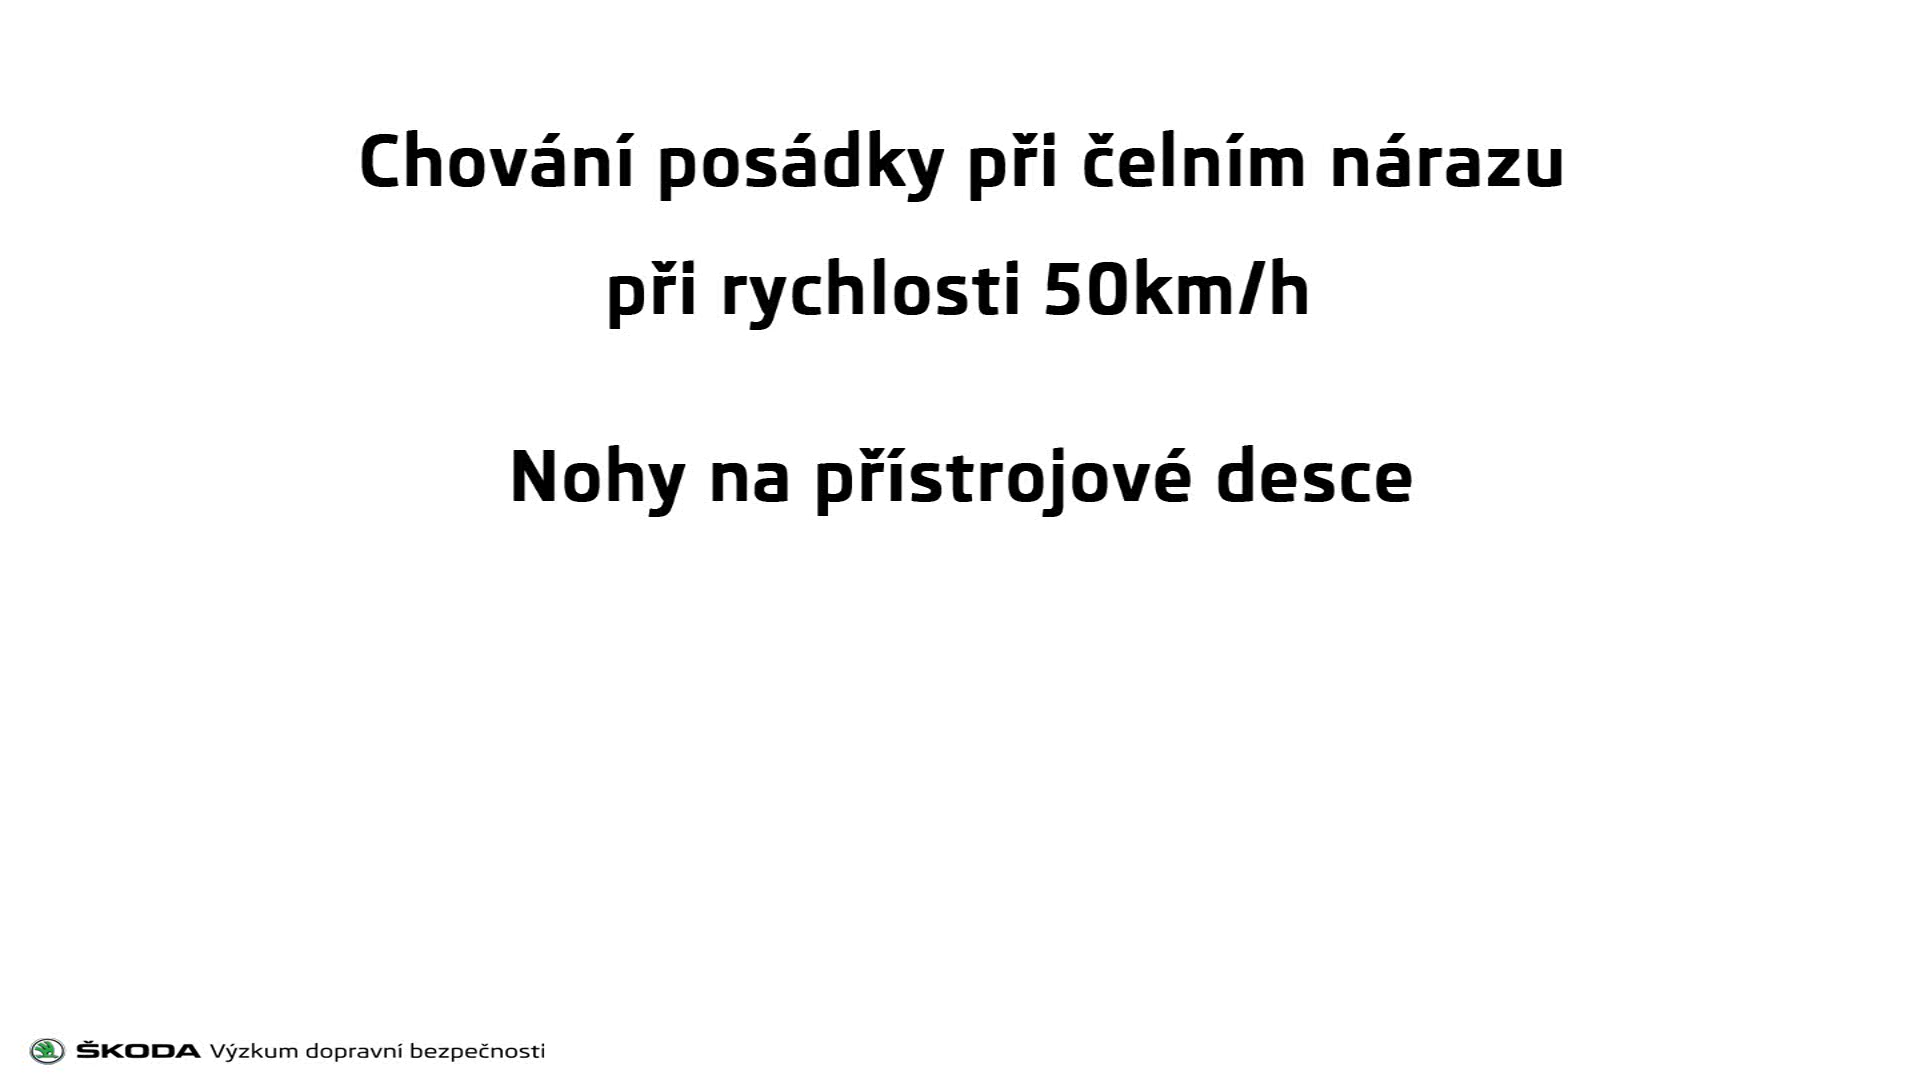 Chování posádky při čelním nárazu
při rychlosti 50km/h
Nohy na přístrojové desce
ŠKODA Výzkum dopravní bezpečnosti